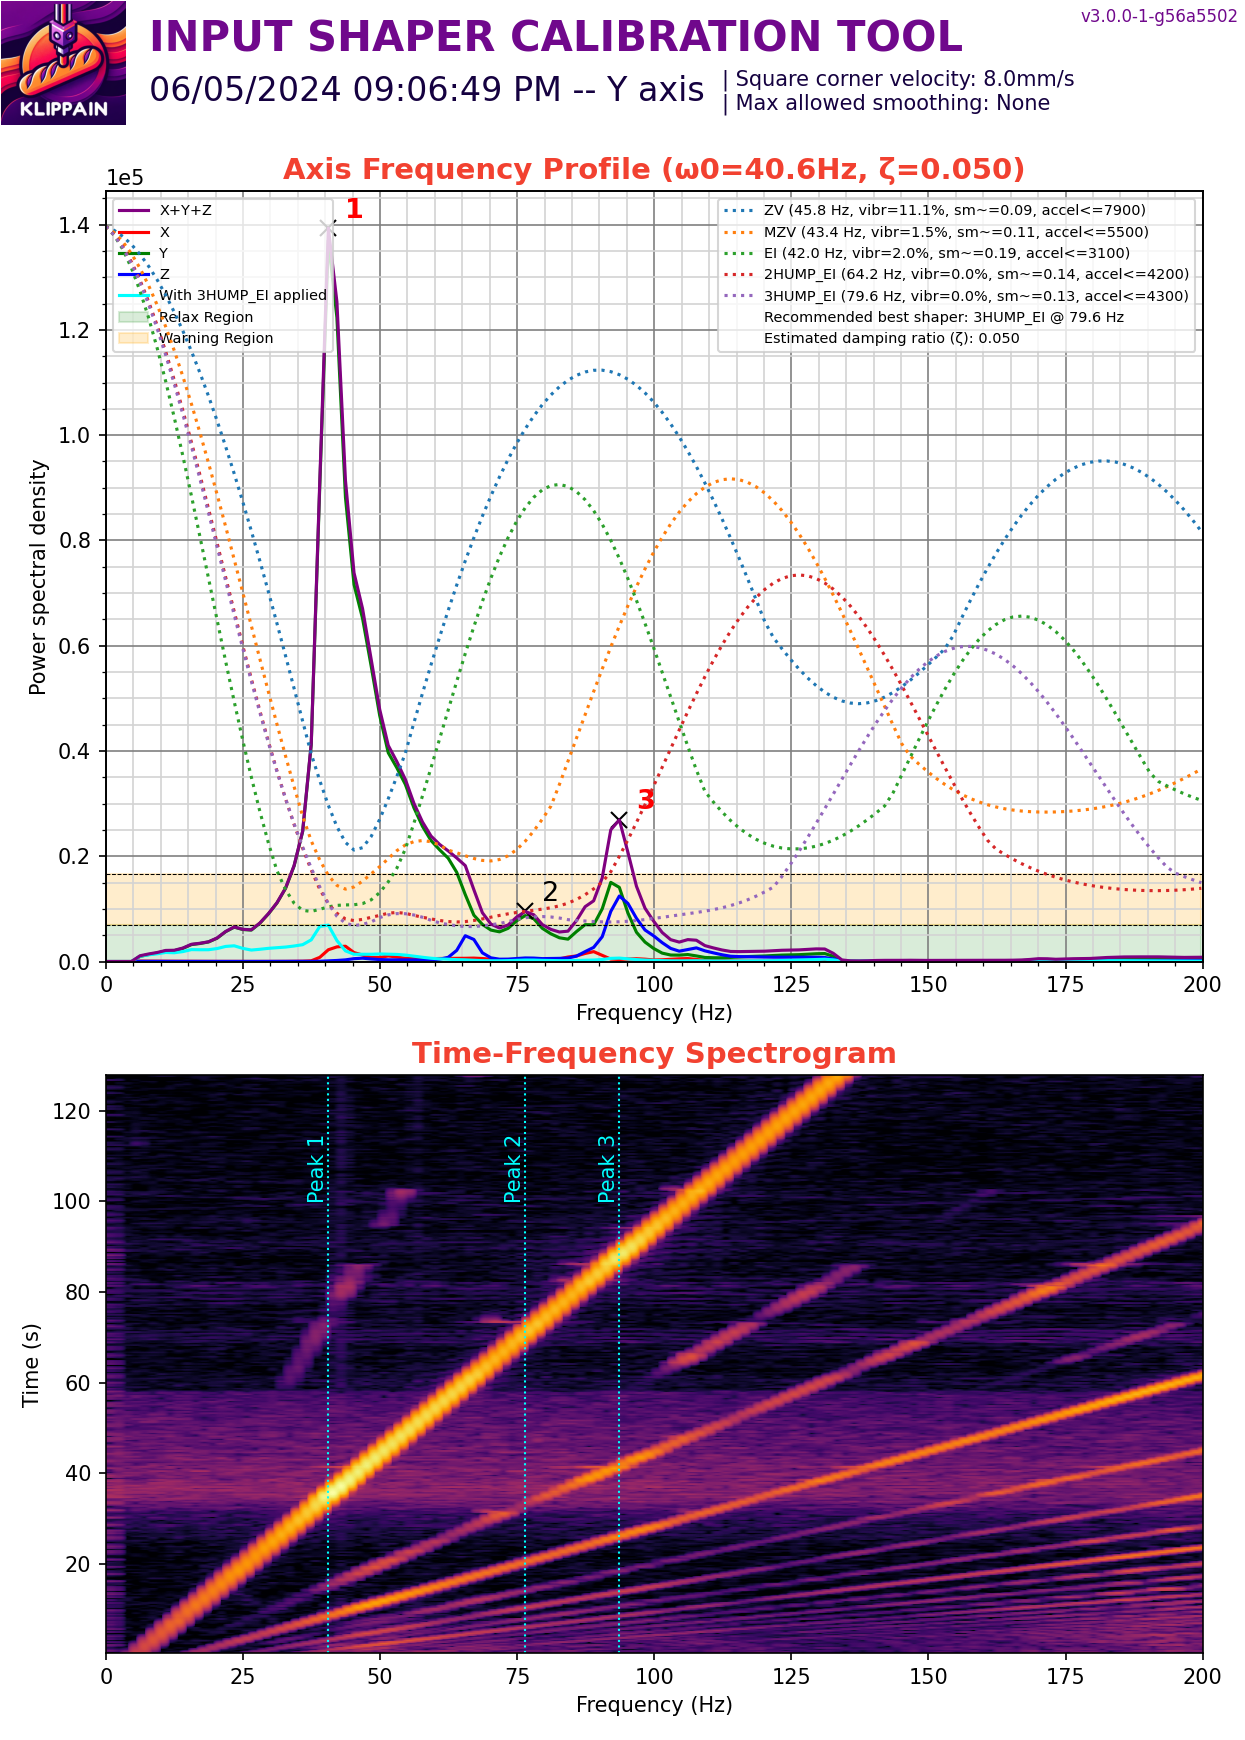 v3.0.0-1-g56a5502
INPUT SHAPER CALIBRATION TOOL
06/05/2024 09:06:49 PM -- Y axis
| Square corner velocity: 8.0mm/s
| Max allowed smoothing: None
KLIPPAIN
Axis Frequency Profile (ω0=40.6Hz, ζ=0.050)
1e5
X+Y+Z
X
Y
Z
With 3HUMP_EI applied
Relax Region
Warning Region
ZV (45.8 Hz, vibr=11.1%, sm~=0.09, accel<=7900)
MZV (43.4 Hz, vibr=1.5%, sm~=0.11, accel<=5500)
EI (42.0 Hz, vibr=2.0%, sm~=0.19, accel<=3100)
2HUMP_EI (64.2 Hz, vibr=0.0%, sm~=0.14, accel<=4200)
3HUMP_EI (79.6 Hz, vibr=0.0%, sm~=0.13, accel<=4300)
Recommended best shaper: 3HUMP_EI @ 79.6 Hz
Estimated damping ratio (ζ): 0.050
1
2
3
1.4
1.2
1.0
0.8
0.6
0.4
0.2
0.0
Power spectral density
0 25 50 75 100 125 150 175 200
Frequency (Hz)
Time-Frequency Spectrogram
Peak 1
Peak 2
Peak 3
120
100
80
60
40
20
Time (s)
0 25 50 75 100 125 150 175 200
Frequency (Hz)